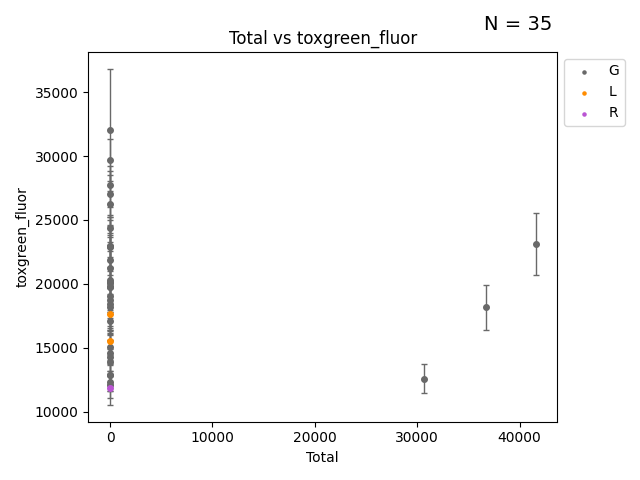 N = 35
Total vs toxgreen_fluor
G
L
R
toxgreen_fluor
35000
30000
25000
20000
15000
10000
0
10000
20000
30000
40000
Total